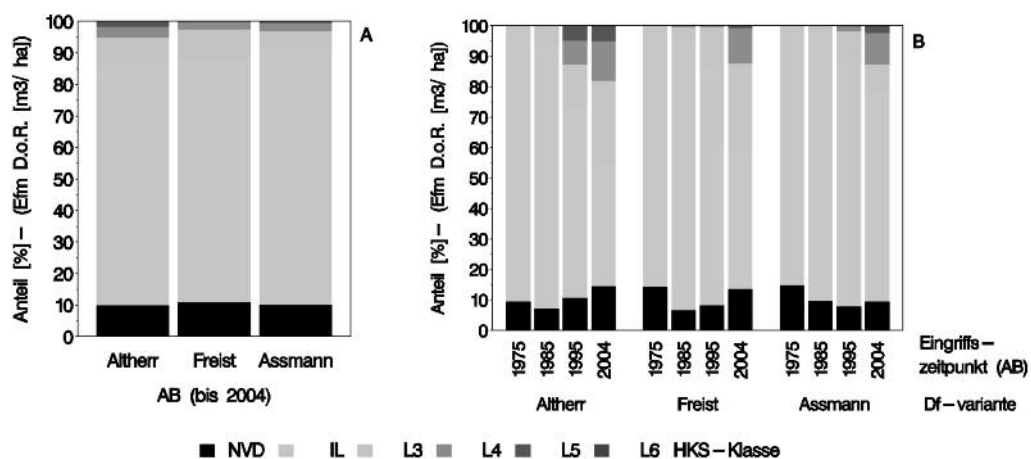 A
Anteil [%] – (Efm D.o.R. [m3/ ha])
100
90
80
70
60
50
40
30
20
10
0
Altherr Freist Assmann
AB (bis 2004)
B
Anteil [%] – (Efm D.o.R. [m3/ ha])
100
90
80
70
60
50
40
30
20
10
0
1975 1985 1995 2004 1975 1985 1995 2004 1975 1985 1995 2004
Eingriffs–
zeitpunkt (AB)
Altherr Freist Assmann Df–variante
NVD IL L3 L4 L5 L6 HKS–Klasse